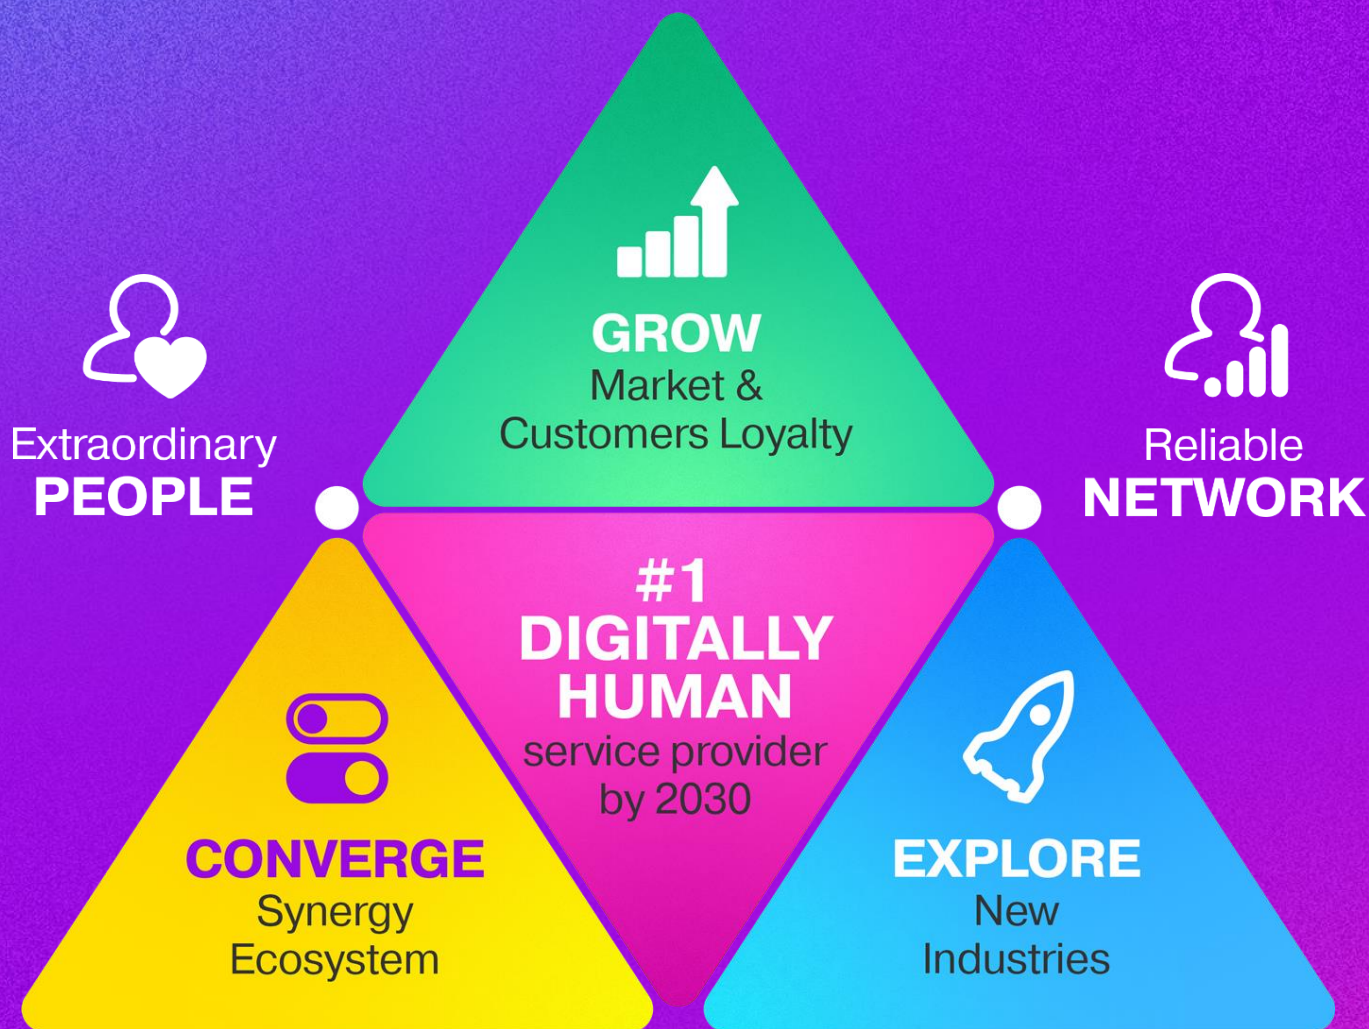 GROW
Market &
Customers Loyalty
Extraordinary
PEOPLE
Reliable
NETWORK
#1
DIGITALLY
HUMAN
service provider
by 2030
CONVERGE
Synergy
Ecosystem
EXPLORE
New
Industries